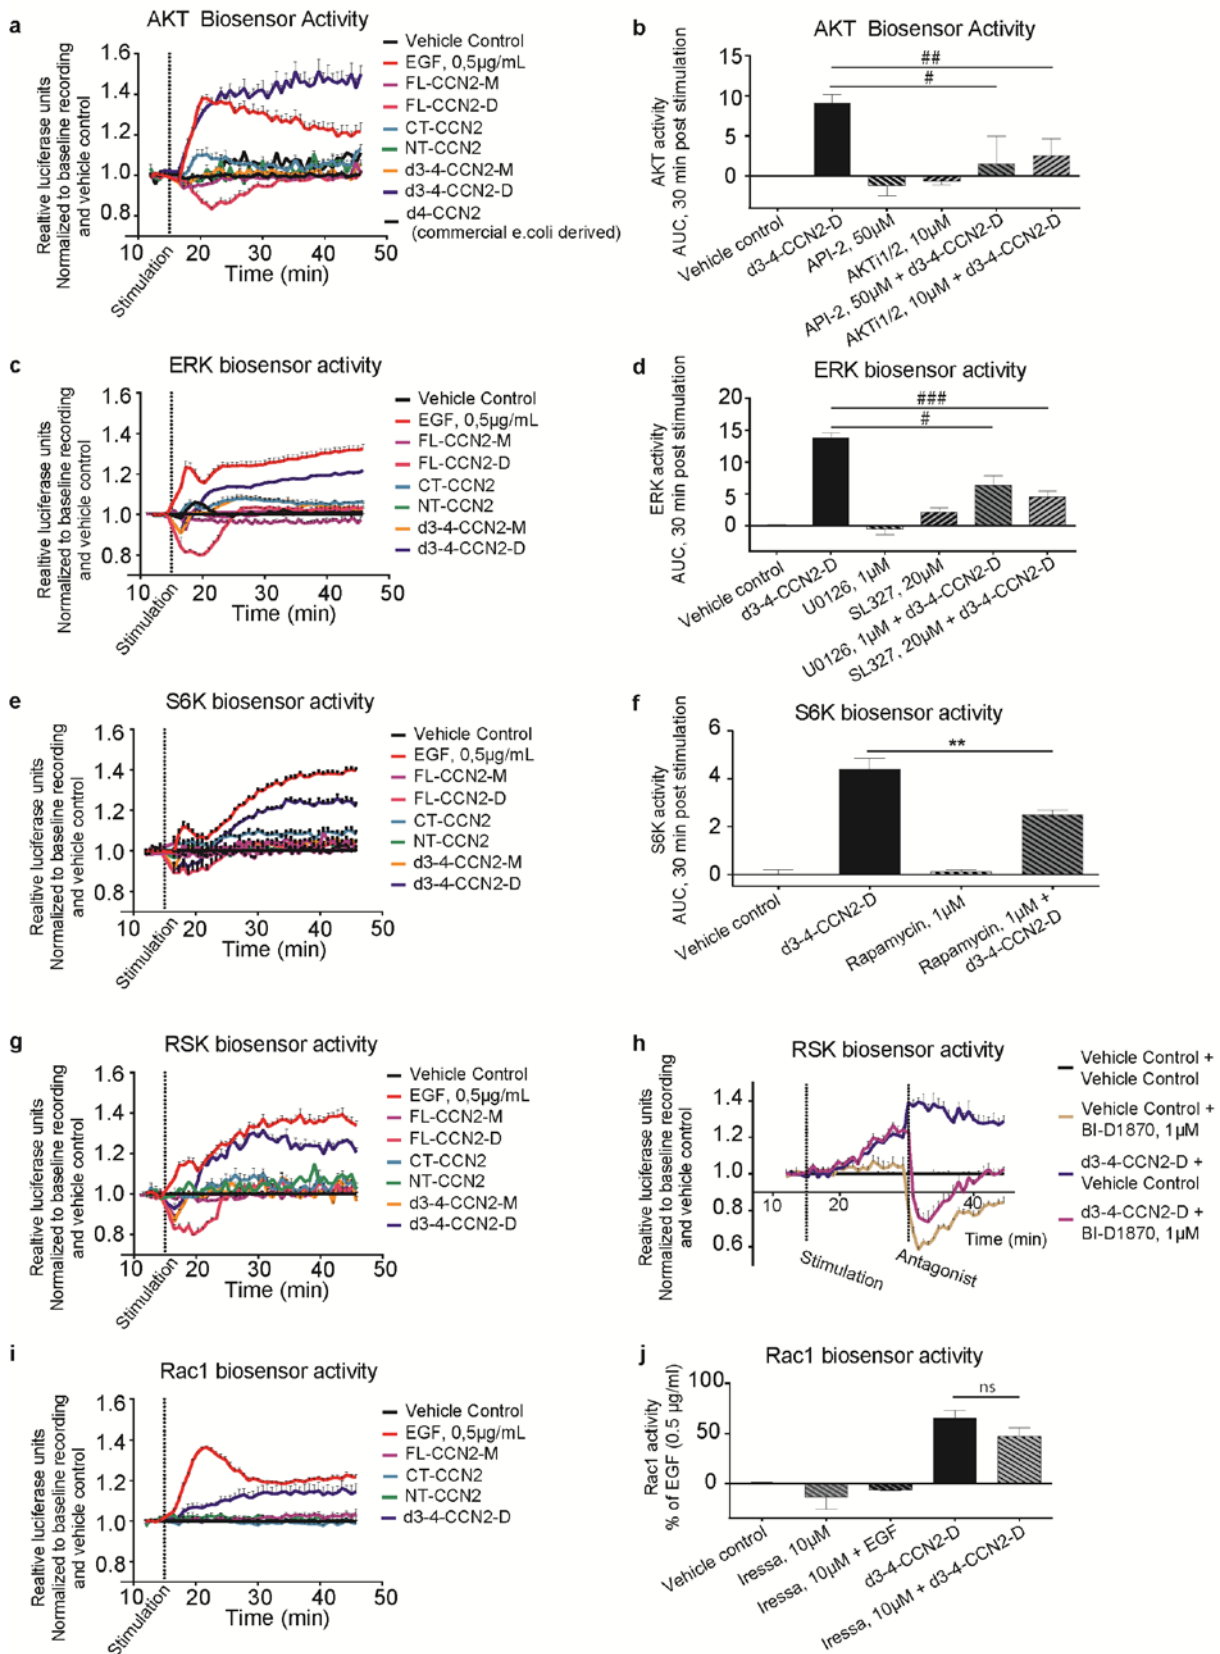 a
AKT Biosensor Activity
Realtive luciferase units
Normalized to baseline recording
and vehicle control
1.6
1.4
1.2
1.0
0.8
10 20 30 40 50
Time (min)
Stimulation
Vehicle Control
EGF, 0,5µg/mL
FL-CCN2-M
FL-CCN2-D
CT-CCN2
NT-CCN2
d3-4-CCN2-M
d3-4-CCN2-D
d4-CCN2
(commercial e.coli derived)
b
AKT Biosensor Activity
AKT activity
AUC, 30 min post stimulation
15
10
5
0
##
#
Vehicle control
d3-4-CCN2-D
API-2, 50µM
AKTi1/2, 10µM
API-2, 50µM + d3-4-CCN2-D
AKTi1/2, 10µM + d3-4-CCN2-D
c
ERK biosensor activity
Realtive luciferase units
Normalized to baseline recording
and vehicle control
1.6
1.4
1.2
1.0
0.8
10 20 30 40 50
Time (min)
Stimulation
Vehicle Control
EGF, 0,5µg/mL
FL-CCN2-M
FL-CCN2-D
CT-CCN2
NT-CCN2
d3-4-CCN2-M
d3-4-CCN2-D
d
ERK biosensor activity
ERK activity
AUC, 30 min post stimulation
20
15
10
5
0
###
#
Vehicle control
d3-4-CCN2-D
U0126, 1µM
SL327, 20µM
U0126, 1µM + d3-4-CCN2-D
SL327, 20µM + d3-4-CCN2-D
e
S6K biosensor activity
Realtive luciferase units
Normalized to baseline recording
and vehicle control
1.6
1.4
1.2
1.0
0.8
10 20 30 40 50
Time (min)
Stimulation
Vehicle Control
EGF, 0,5µg/mL
FL-CCN2-M
FL-CCN2-D
CT-CCN2
NT-CCN2
d3-4-CCN2-M
d3-4-CCN2-D
f
S6K biosensor activity
S6K activity
AUC, 30 min post stimulation
6
4
2
0
**
Vehicle control
d3-4-CCN2-D
Rapamycin, 1µM
Rapamycin, 1µM +
d3-4-CCN2-D
g
RSK biosensor activity
Realtive luciferase units
Normalized to baseline recording
and vehicle control
1.6
1.4
1.2
1.0
0.8
10 20 30 40 50
Time (min)
Stimulation
Vehicle Control
EGF, 0,5µg/mL
FL-CCN2-M
FL-CCN2-D
CT-CCN2
NT-CCN2
d3-4-CCN2-M
d3-4-CCN2-D
h
RSK biosensor activity
Realtive luciferase units
Normalized to baseline recording
and vehicle control
1.4
1.2
1.0
0.8
0.6
10 20 40
Time (min)
Stimulation
Antagonist
Vehicle Control +
Vehicle Control
Vehicle Control +
BI-D1870, 1µM
d3-4-CCN2-D +
Vehicle Control
d3-4-CCN2-D +
BI-D1870, 1µM
i
Rac1 biosensor activity
Realtive luciferase units
Normalized to baseline recording
and vehicle control
1.6
1.4
1.2
1.0
0.8
10 20 30 40 50
Time (min)
Stimulation
Vehicle Control
EGF, 0,5µg/mL
FL-CCN2-M
CT-CCN2
NT-CCN2
d3-4-CCN2-D
j
Rac1 biosensor activity
Rac1 activity
% of EGF (0.5 µg/ml)
100
50
0
ns
Vehicle control
Iressa, 10µM
Iressa, 10µM + EGF
d3-4-CCN2-D
Iressa, 10µM + d3-4-CCN2-D